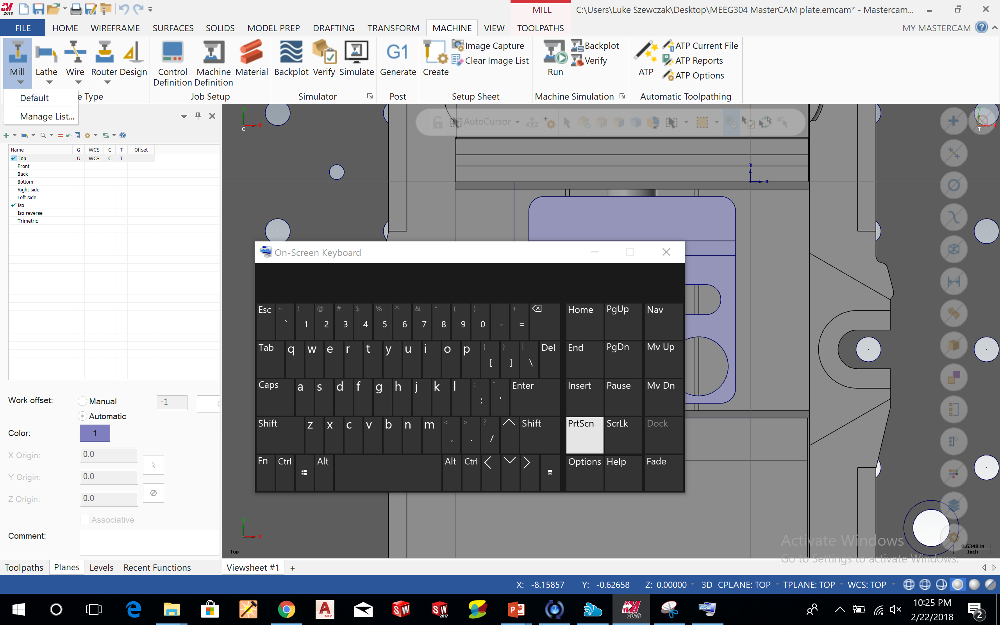 2018
MILL
C:\Users\Luke Szewczak\Desktop\MEEG304 MasterCAM plate.emcam* - Mastercam...
FILE HOME WIREFRAME SURFACES SOLIDS MODEL PREP DRAFTING TRANSFORM MACHINE VIEW TOOLPATHS
MY MASTERCAM ?
Mill Lathe Wire Router Design
Control Definition Machine Definition Material
Backplot Verify Simulate
G1
Generate
Create
Image Capture
Clear Image List
Run
Backplot
Verify
ATP
ATP Current File
ATP Reports
ATP Options
e Type Job Setup Simulator Post Setup Sheet Machine Simulation Automatic Toolpathing
Default
Manage List...
AutoCursor
XYZ
Name G WCS C T Offset
Top G WCS C T
Front
Back
Bottom
Right side
Left side
Iso
Iso reverse
Trimetric
Work offset: Manual -1
Automatic
Color: 1
X Origin: 0.0
Y Origin: 0.0
Z Origin: 0.0
Associative
Comment:
Toolpaths Planes Levels Recent Functions
Y X C
Y X T
Y X
Y X
Top
On-Screen Keyboard
Esc ~ ` ! 1 @ 2 # 3 $ 4 % 5 ^ 6 & 7 * 8 ( 9 ) 0 _ - + = Home PgUp Nav
Tab q w e r t y u i o p { [ } ] | \ Del End PgDn Mv Up
Caps a s d f g h j k l : ; " ' Enter Insert Pause Mv Dn
Shift z x c v b n m < , > . ? / Shift PrtScn ScrLk Dock
Fn Ctrl Alt Alt Ctrl Options Help Fade
Activate Windows
Go to Settings to activate Windows.
0.6348 in
Inch
Viewsheet #1 +
X: -8.15857 Y: -0.62658 Z: 0.00000 3D CPLANE: TOP TPLANE: TOP WCS: TOP
A
MEP
SW
SW
2017
P
2018
10:25 PM
2/22/2018
2